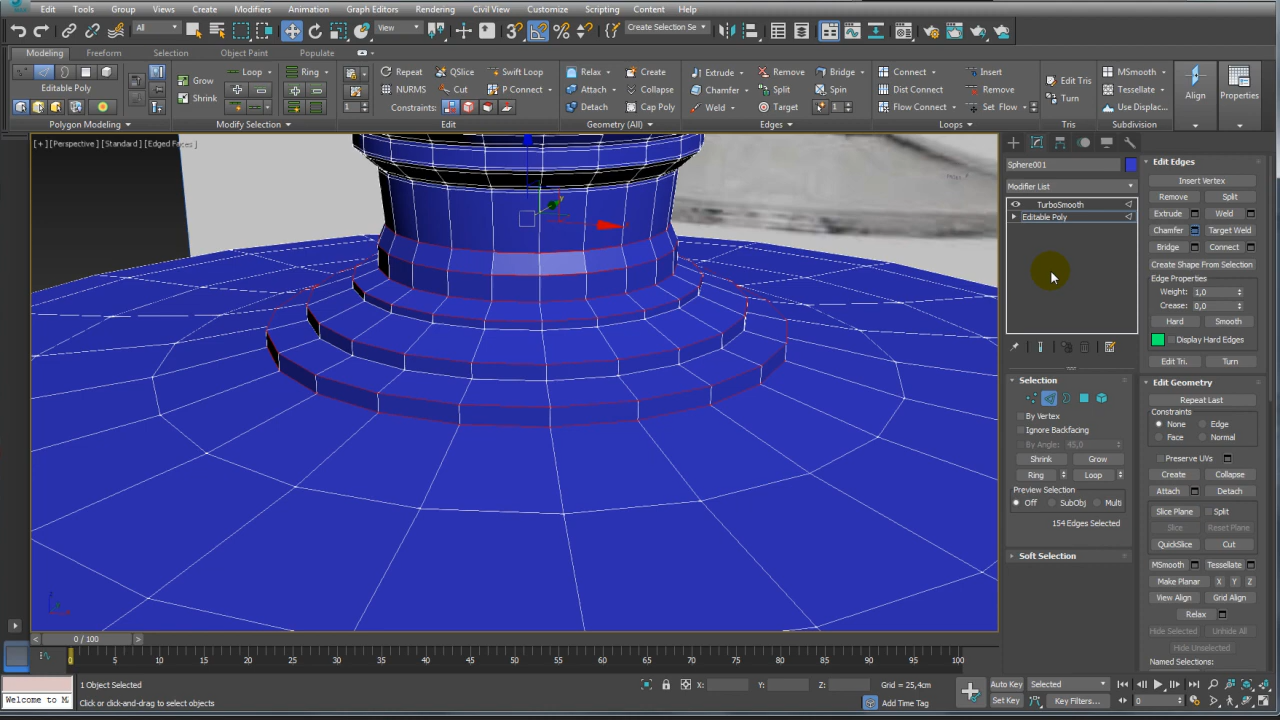 Edit Tools Group Views Create Modifiers Animation Graph Editors Rendering Civil View Customize Scripting Content Help
All View Create Selection Se
Modeling Freeform Selection Object Paint Populate
Editable Poly
Polygon Modeling
Grow Loop Ring
Shrink
Modify Selection
Repeat QSlice Swift Loop
NURMS Cut P Connect
Constraints:
1
Edit
Relax Create
Attach Collapse
Detach Cap Poly
Geometry (All)
Extrude Remove Bridge
Chamfer Split Spin
Weld Target 1
Edges
Connect Insert
Dist Connect Remove
Flow Connect Set Flow
Loops
Edit Tris
Turn
Tris
MSmooth
Tessellate
Use Displac...
Subdivision
Align
Properties
[+] [Perspective] [Standard] [Edged Faces]
Sphere001
Modifier List
TurboSmooth
Editable Poly
Selection
By Vertex
Ignore Backfacing
By Angle: 45,0
Shrink Grow
Ring Loop
Preview Selection
Off SubObj Multi
154 Edges Selected
Soft Selection
Edit Edges
Insert Vertex
Remove Split
Extrude Weld
Chamfer Target Weld
Bridge Connect
Create Shape From Selection
Edge Properties
Weight: 1,0
Crease: 0,0
Hard Smooth
Display Hard Edges
Edit Tri. Turn
Edit Geometry
Repeat Last
Constraints
None Edge
Face Normal
Preserve UVs
Create Collapse
Attach Detach
Slice Plane Split
Slice Reset Plane
QuickSlice Cut
MSmooth Tessellate
Make Planar X Y Z
View Align Grid Align
Relax
Hide Selected Unhide All
Hide Unselected
Named Selections:
0 / 100
0 5 10 15 20 25 30 35 40 45 50 55 60 65 70 75 80 85 90 95 100
1 Object Selected
X: Y: Z: Grid = 25,4cm
Auto Key Selected
Welcome to M
Click or click-and-drag to select objects
Add Time Tag
Set Key Key Filters... 0